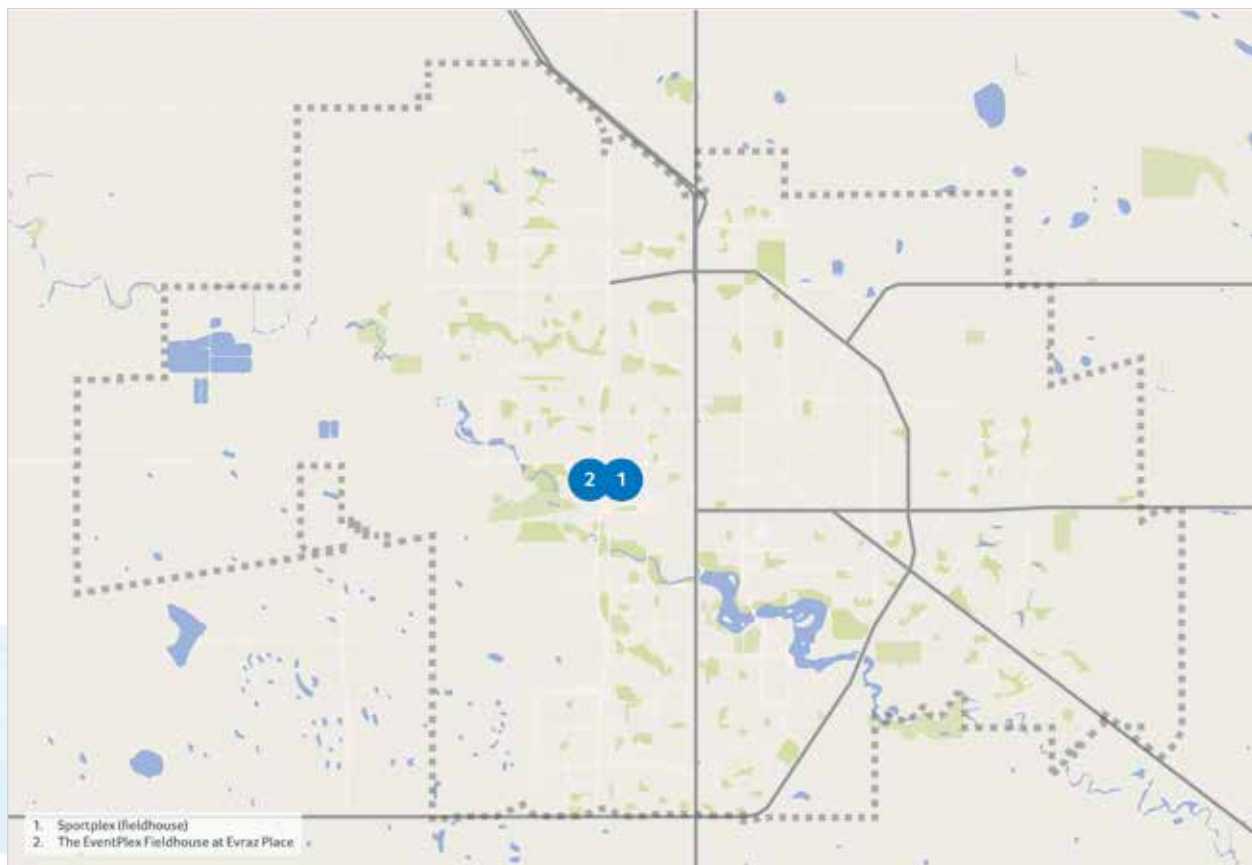 2 1
1. Sportplex (fieldhouse)
2. The EventPlex Fieldhouse at Evraz Place